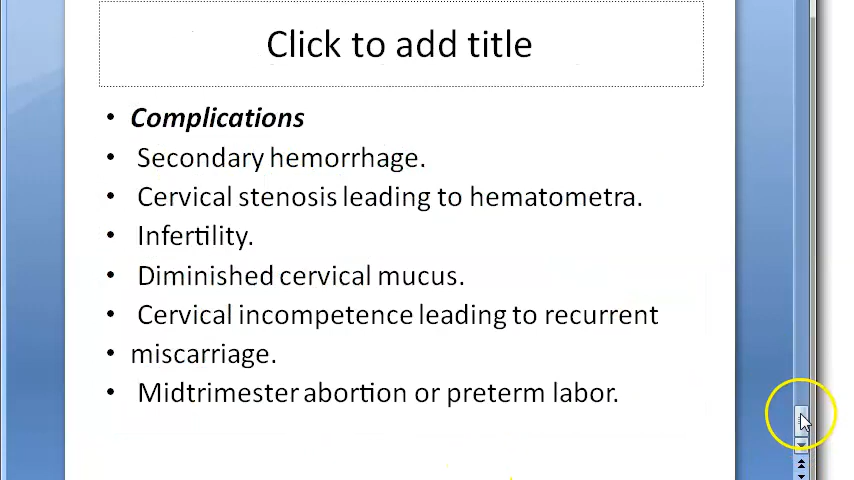 Click to add title
• Complications
• Secondary hemorrhage.
• Cervical stenosis leading to hematometra.
• Infertility.
• Diminished cervical mucus.
• Cervical incompetence leading to recurrent
• miscarriage.
• Midtrimester abortion or preterm labor.